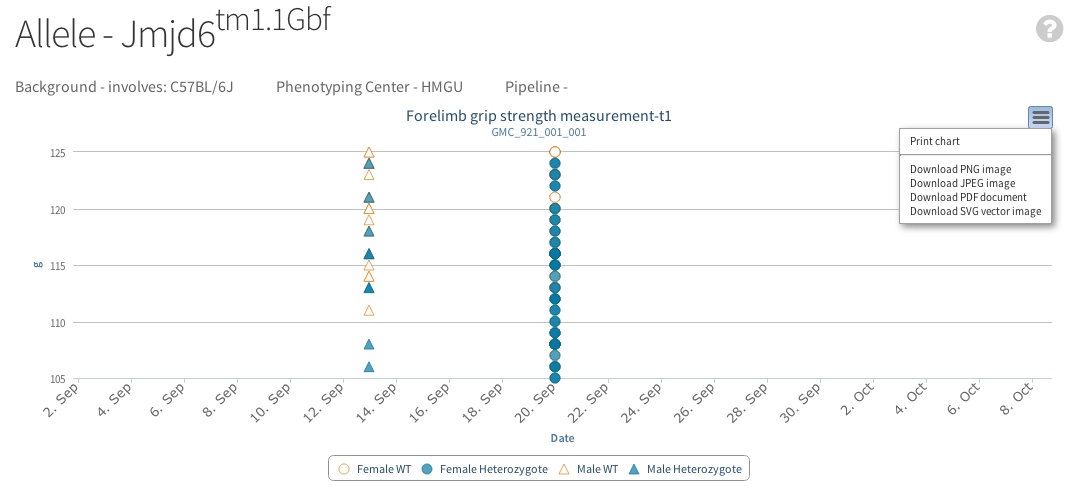 Allele - Jmjd6tm1.1Gbf
?
Background - involves: C57BL/6J Phenotyping Center - HMGU Pipeline -
Forelimb grip strength measurement-t1
GMC_921_001_001
Print chart
Download PNG image
Download JPEG image
Download PDF document
Download SVG vector image
125
120
115
110
105
g
2. Sep 4. Sep 6. Sep 8. Sep 10. Sep 12. Sep 14. Sep 16. Sep 18. Sep 20. Sep 22. Sep 24. Sep 26. Sep 28. Sep 30. Sep 2. Oct 4. Oct 6. Oct 8. Oct
Date
Female WT Female Heterozygote Male WT Male Heterozygote